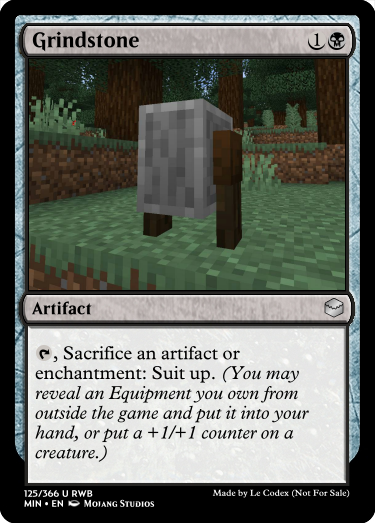 Grindstone 1
Artifact
, Sacrifice an artifact or
enchantment: Suit up. (You may
reveal an Equipment you own from
outside the game and put it into your
hand, or put a +1/+1 counter on a
creature.)
125/366 U RWB
MIN • EN Mojang Studios
Made by Le Codex (Not For Sale)